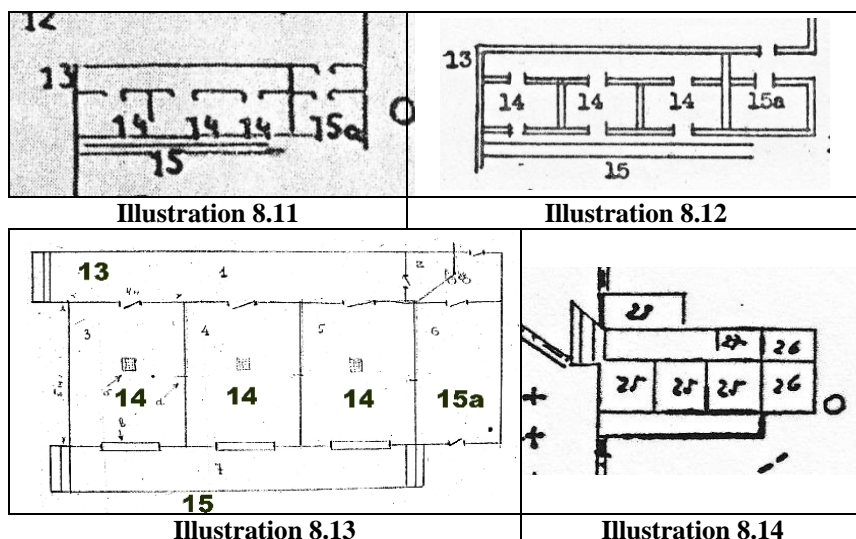 12
13
14 14 14 15a
15
Illustration 8.11
13
14 14 14 15a
15
Illustration 8.12
13 1 2
3 4 5 6
14 14 14 15a
7
15
Illustration 8.13
25
27 26
25 25 25 26
Illustration 8.14